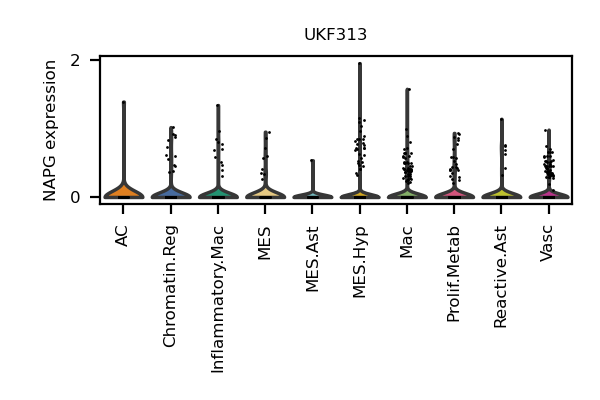 UKF313
NAPG expression
2
0
AC
Chromatin.Reg
Inflammatory.Mac
MES
MES.Ast
MES.Hyp
Mac
Prolif.Metab
Reactive.Ast
Vasc